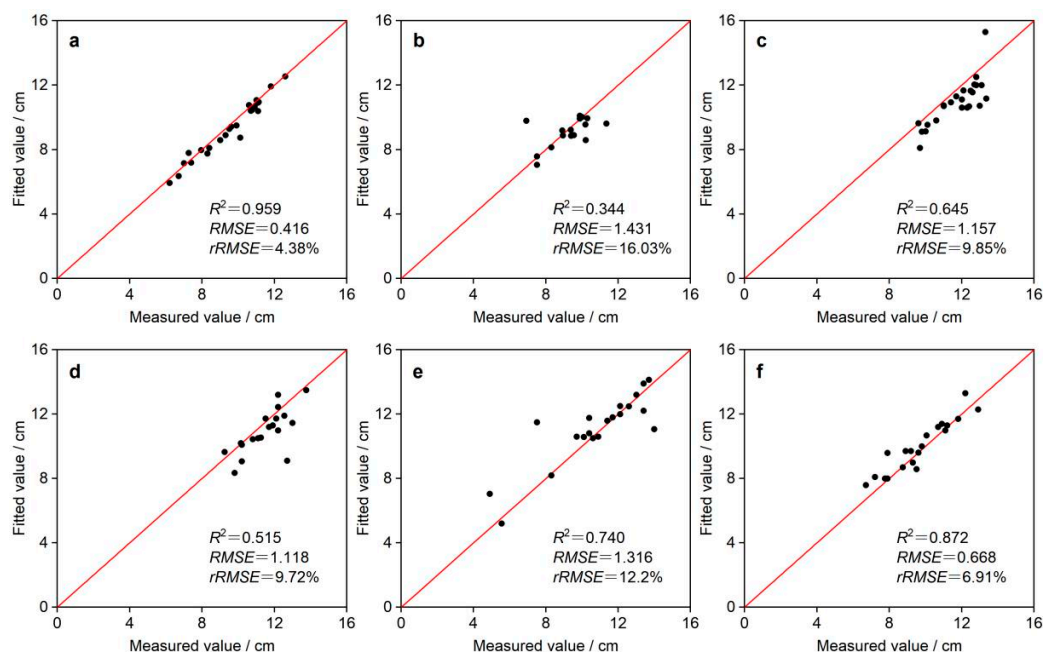 a
16
12
8
4
0
Fitted value / cm
R²=0.959
RMSE=0.416
rRMSE=4.38%
0 4 8 12 16
Measured value / cm
b
16
12
8
4
0
Fitted value / cm
R²=0.344
RMSE=1.431
rRMSE=16.03%
0 4 8 12 16
Measured value / cm
c
16
12
8
4
0
Fitted value / cm
R²=0.645
RMSE=1.157
rRMSE=9.85%
0 4 8 12 16
Measured value / cm
d
16
12
8
4
0
Fitted value / cm
R²=0.515
RMSE=1.118
rRMSE=9.72%
0 4 8 12 16
Measured value / cm
e
16
12
8
4
0
Fitted value / cm
R²=0.740
RMSE=1.316
rRMSE=12.2%
0 4 8 12 16
Measured value / cm
f
16
12
8
4
0
Fitted value / cm
R²=0.872
RMSE=0.668
rRMSE=6.91%
0 4 8 12 16
Measured value / cm